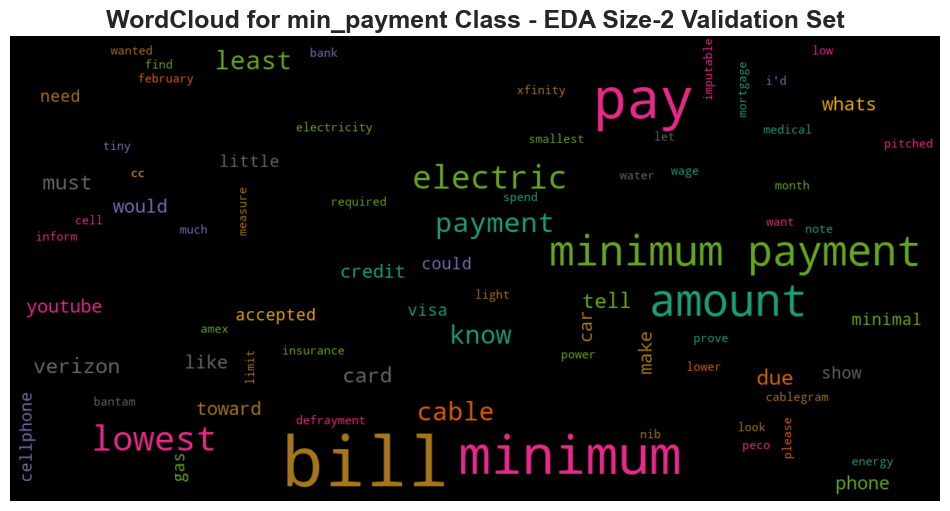 WordCloud for min_payment Class - EDA Size-2 Validation Set
wanted
find
february
least
bank
need
xfinity
pay
imputable
mortgage
low
i'd
whats
electricity
tiny
cc
little
smallest
let
medical
pitched
must
would
measure
electric
required
spend
water
wage
month
cell
inform
much
payment
want
note
minimum payment
credit
could
youtube
accepted
amex
light
visa
know
tell
car
amount
minimal
verizon
like
limit
insurance
card
power
make
prove
lower
due
show
cablegram
bantam
toward
defrayment
cable
cellphone
lowest
gas
bill
minimum
nib
look
peco
please
energy
phone